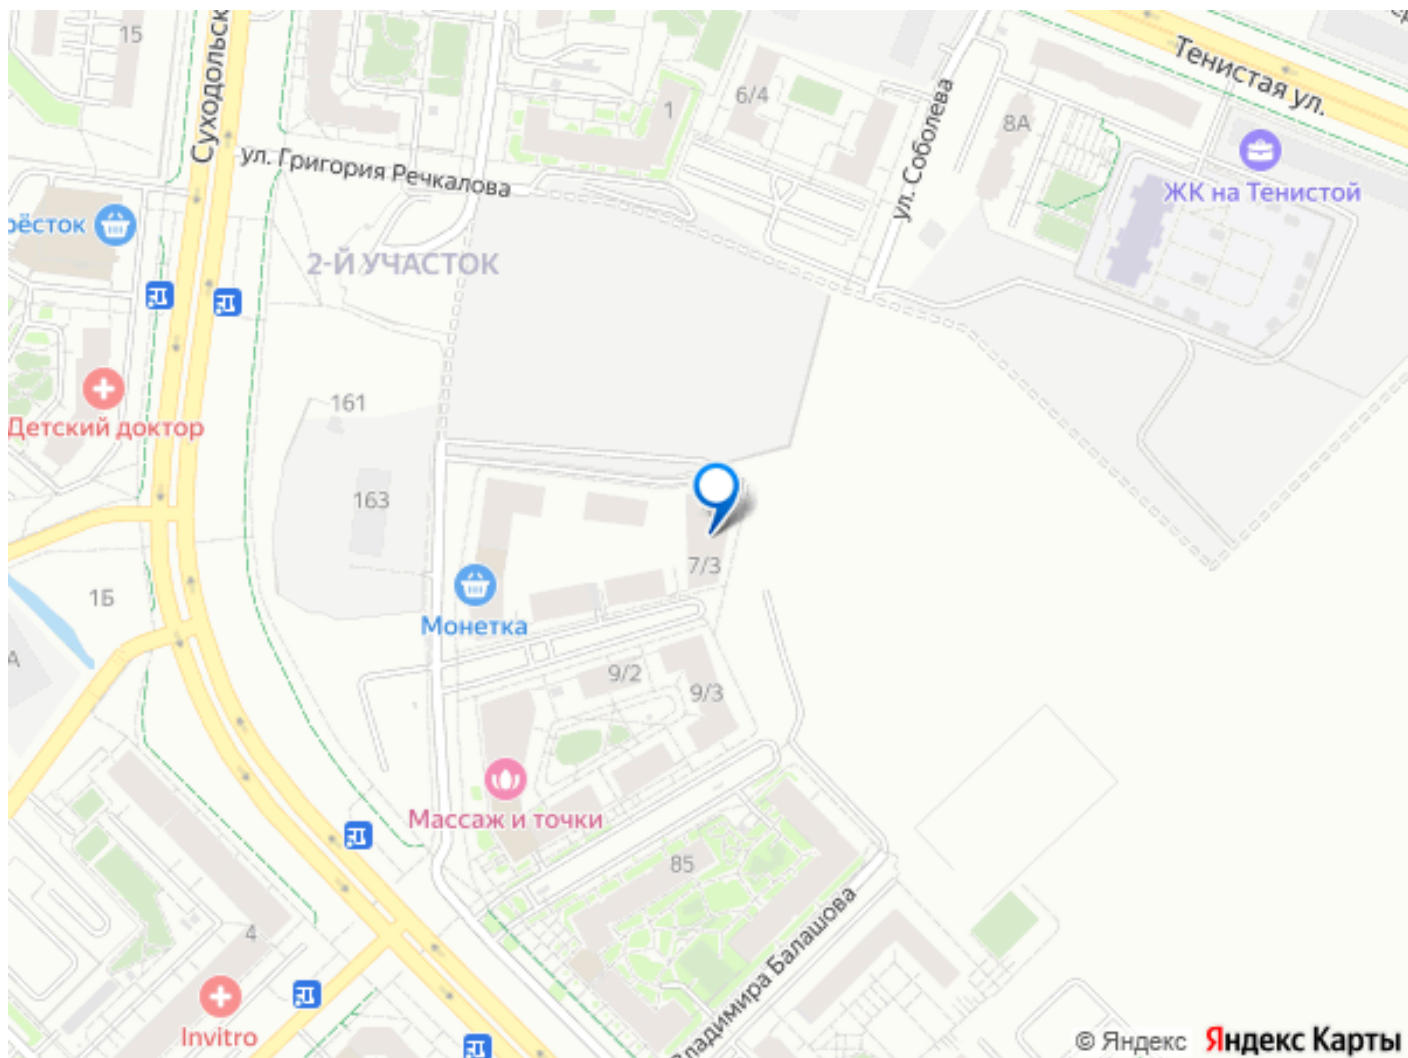 15
Суходольск
Тенистая ул.
6/4
1
ул. Соболева
8А
ул. Григория Речкалова
ЖК на Тенистой
рёсток
2-Й УЧАСТОК
161
Детский доктор
163
7/3
1Б
Монетка
А
9/2
9/3
Массаж и точки
85
4
Владимира Балашова
Invitro
© Яндекс Яндекс Карты